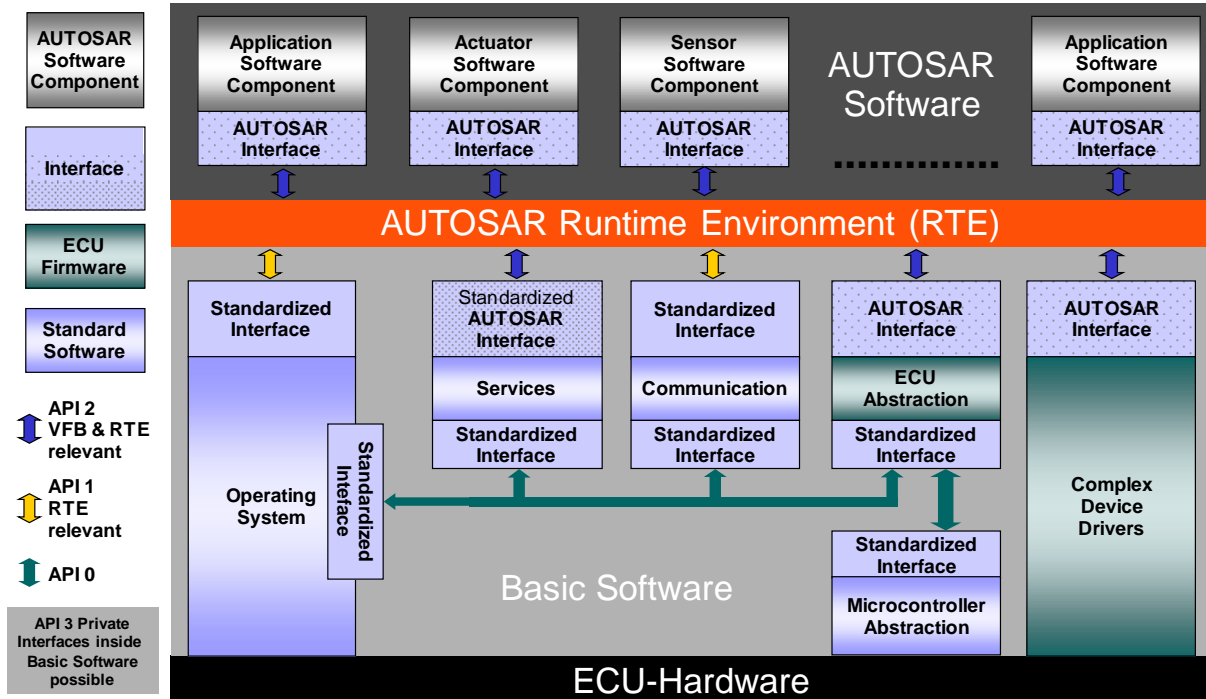 AUTOSAR
Software
Component
Interface
ECU
Firmware
Standard
Software
API 2
VFB & RTE
relevant
API 1
RTE
relevant
API 0
API 3 Private
Interfaces inside
Basic Software
possible
Application
Software
Component
AUTOSAR
Interface
Actuator
Software
Component
AUTOSAR
Interface
Sensor
Software
Component
AUTOSAR
Interface
AUTOSAR
Software
................
Application
Software
Component
AUTOSAR
Interface
AUTOSAR Runtime Environment (RTE)
Standardized
Interface
Operating
System
Standardized
Inteface
Standardized
AUTOSAR
Interface
Services
Standardized
Interface
Standardized
Interface
Communication
Standardized
Interface
AUTOSAR
Interface
ECU
Abstraction
Standardized
Interface
Standardized
Interface
Microcontroller
Abstraction
AUTOSAR
Interface
Complex
Device
Drivers
Basic Software
ECU-Hardware